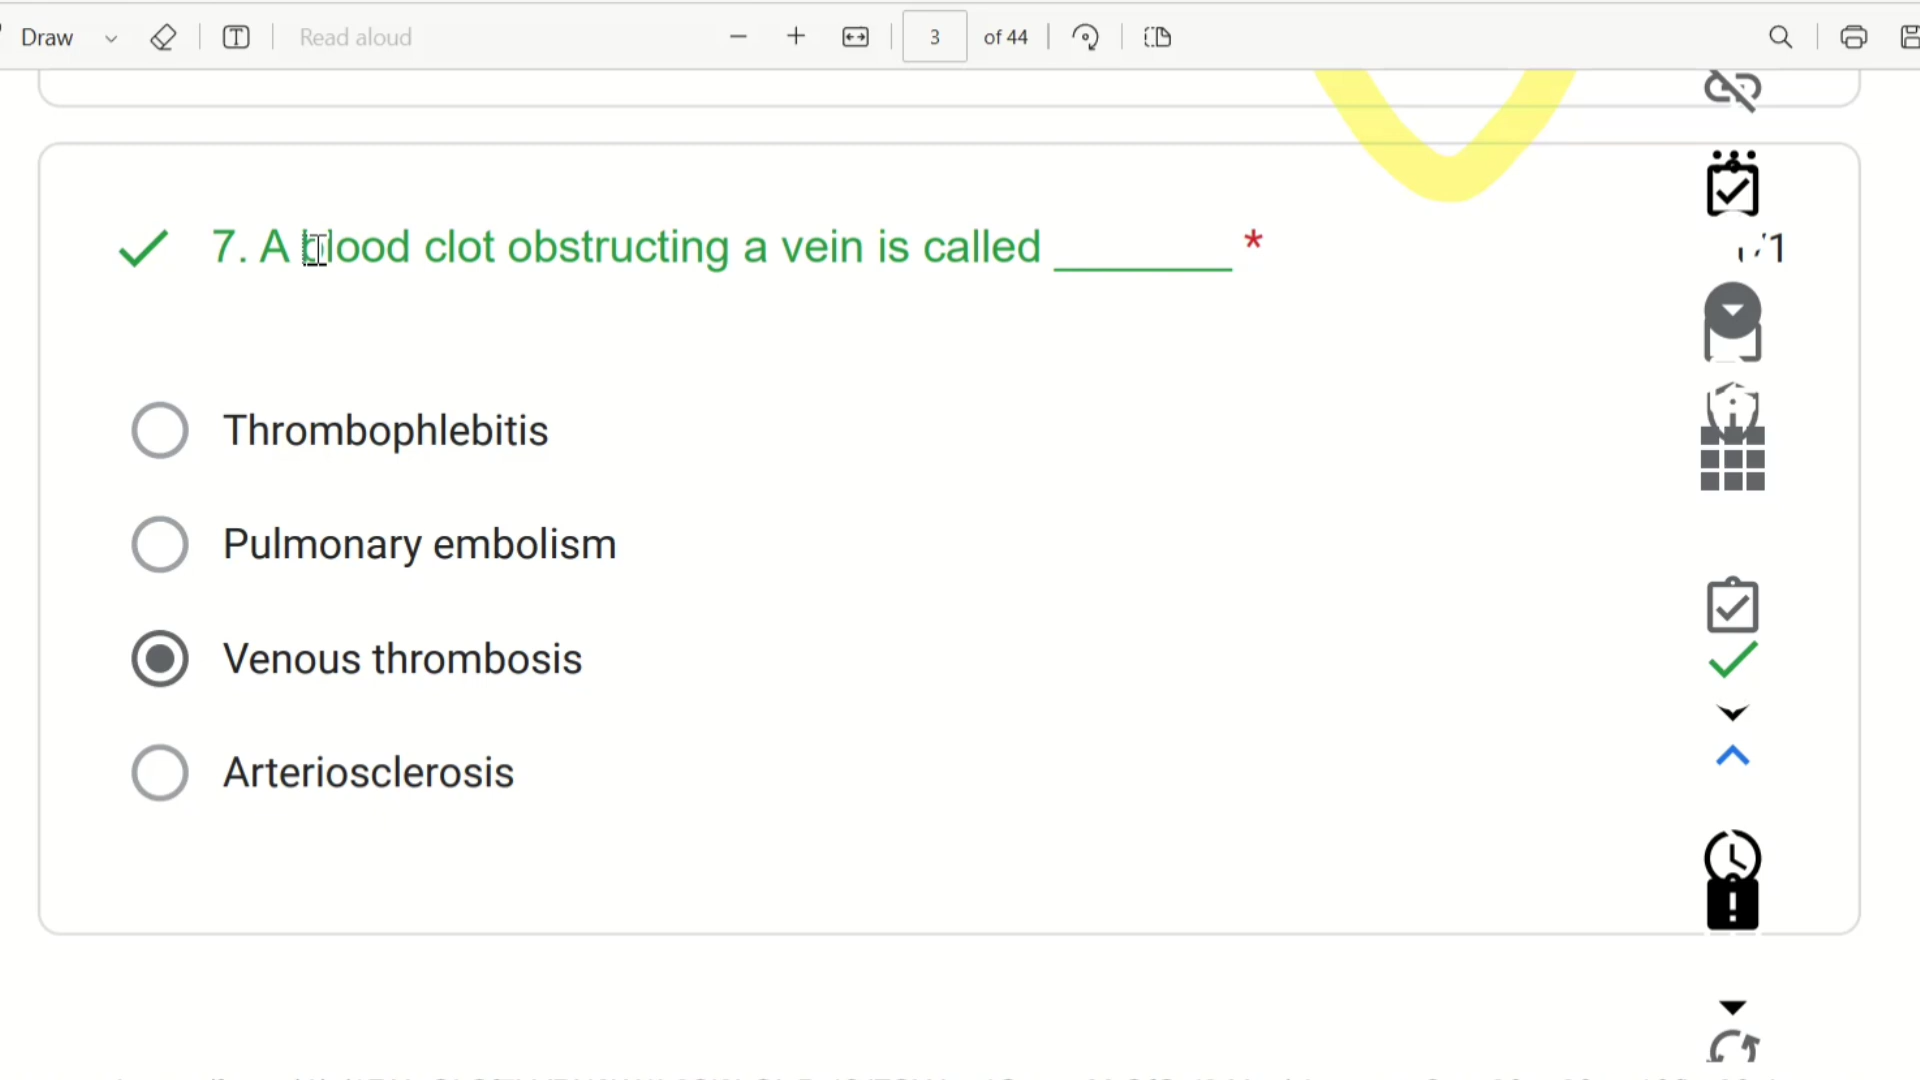 Draw Read aloud 3 of 44
7. A blood clot obstructing a vein is called ________ *
/1
Thrombophlebitis
Pulmonary embolism
Venous thrombosis
Arteriosclerosis